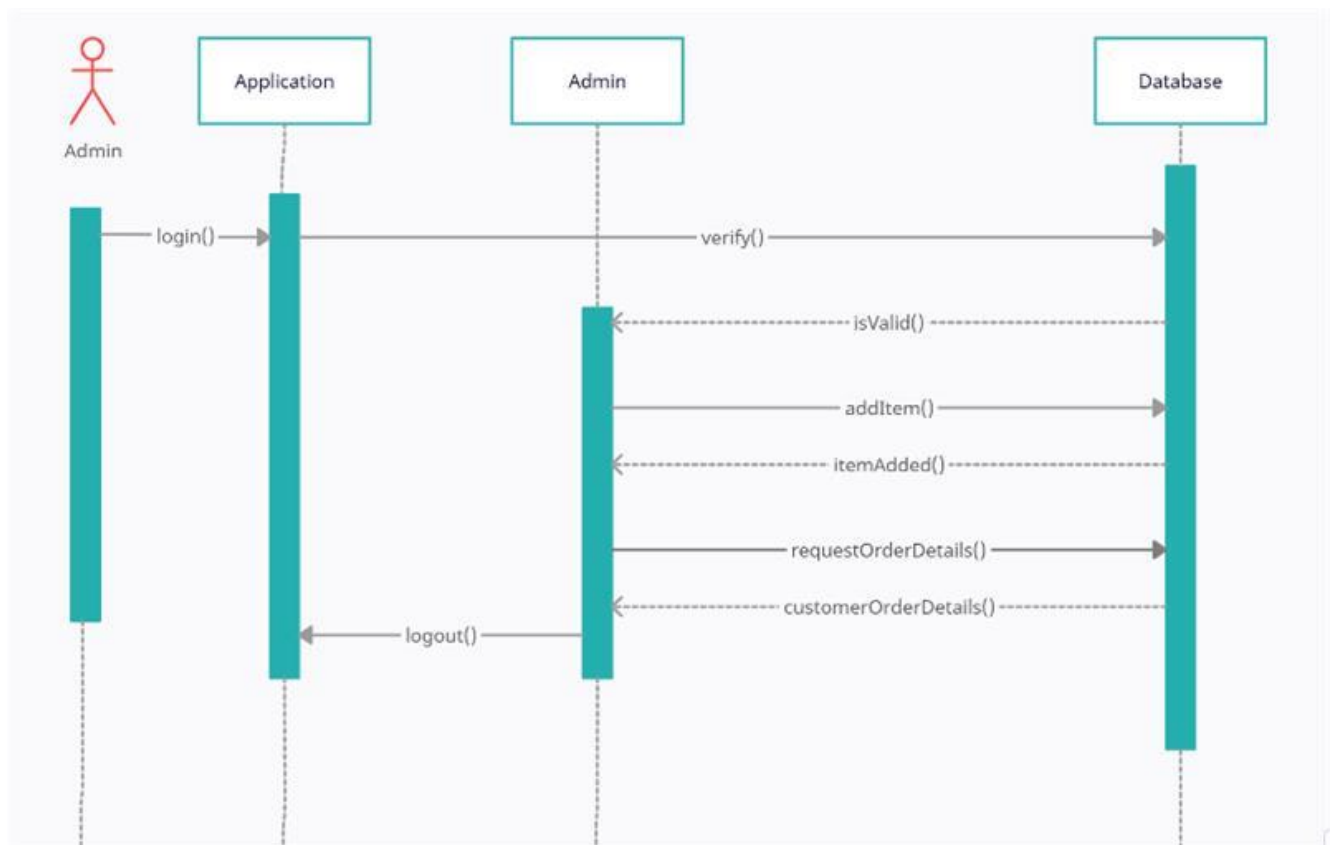 Application
Admin
Database
Admin
login()
verify()
isValid()
addItem()
itemAdded()
requestOrderDetails()
customerOrderDetails()
logout()